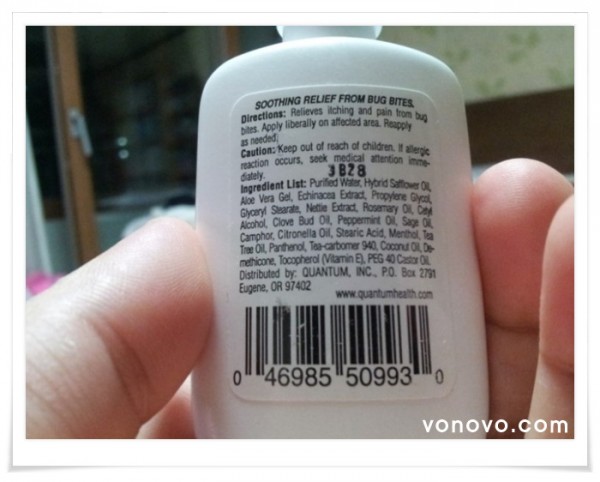 SOOTHING RELIEF FROM BUG BITES.
Directions: Relieves itching and pain from bug
bites. Apply liberally on affected area. Reapply
as needed.
Caution: Keep out of reach of children. If allergic
reaction occurs, seek medical attention imme-
diately.
3B28
Ingredient List: Purified Water, Hybrid Safflower Oil,
Aloe Vera Gel, Echinacea Extract, Propylene Glycol,
Glyceryl Stearate, Nettle Extract, Rosemary Oil, Cetyl
Alcohol, Clove Bud Oil, Peppermint Oil, Sage Oil,
Camphor, Citronella Oil, Stearic Acid, Menthol, Tea
Tree Oil, Panthenol, Tea-carbomer 940, Coconut Oil, De-
methicone, Tocopherol (Vitamin E), PEG 40 Castor Oil.
Distributed by: QUANTUM, INC., P.O. Box 2791
Eugene, OR 97402
www.quantumhealth.com
0 46985 50993 0
vonovo.com